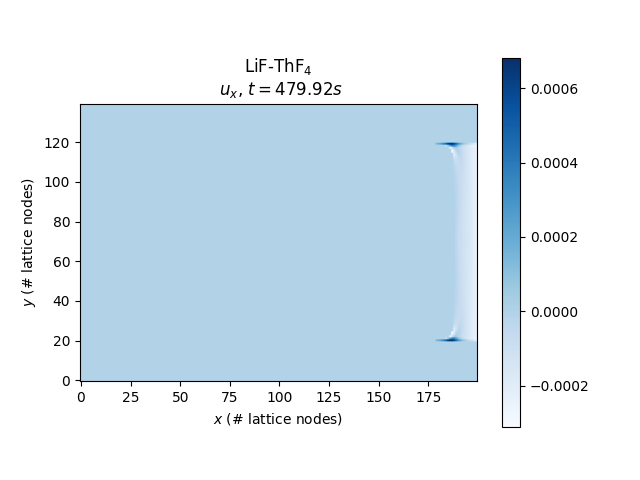 LiF-ThF₄
uₓ, t = 479.92s
120
100
80
60
40
20
0
y (# lattice nodes)
0 25 50 75 100 125 150 175
x (# lattice nodes)
0.0006
0.0004
0.0002
0.0000
−0.0002